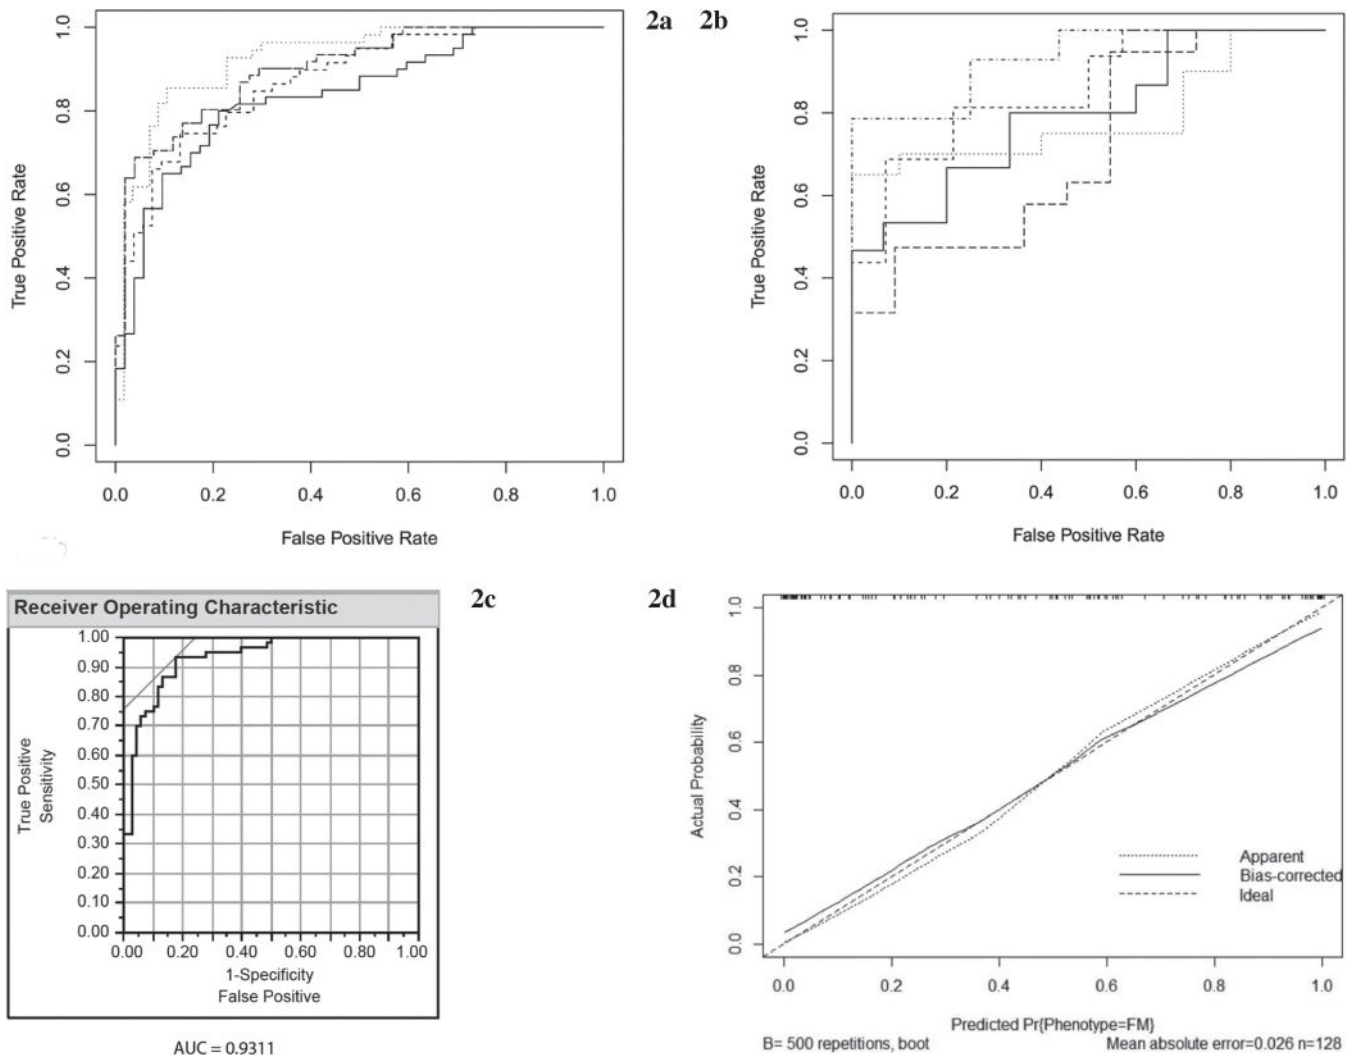 2a 2b
1.0
0.8
0.6
0.4
0.2
0.0
True Positive Rate
0.0 0.2 0.4 0.6 0.8 1.0
False Positive Rate
1.0
0.8
0.6
0.4
0.2
0.0
True Positive Rate
0.0 0.2 0.4 0.6 0.8 1.0
False Positive Rate
2c
Receiver Operating Characteristic
1.00
0.90
0.80
0.70
0.60
0.50
0.40
0.30
0.20
0.10
0.00
True Positive
Sensitivity
0.00 0.20 0.40 0.60 0.80 1.00
1-Specificity
False Positive
AUC = 0.9311
2d
1.0
0.8
0.6
0.4
0.2
0.0
Actual Probability
Apparent
Bias-corrected
Ideal
0.0 0.2 0.4 0.6 0.8 1.0
Predicted Pr{Phenotype=FM}
B= 500 repetitions, boot Mean absolute error=0.026 n=128